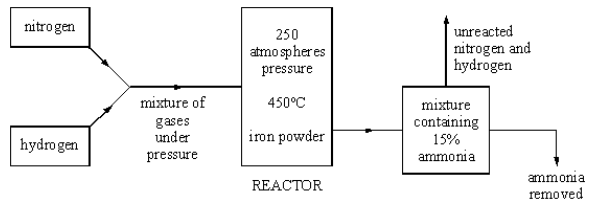 nitrogen
hydrogen
mixture of
gases
under
pressure
250
atmospheres
pressure
450°C
iron powder
REACTOR
unreacted
nitrogen and
hydrogen
mixture
containing
15%
ammonia
ammonia
removed